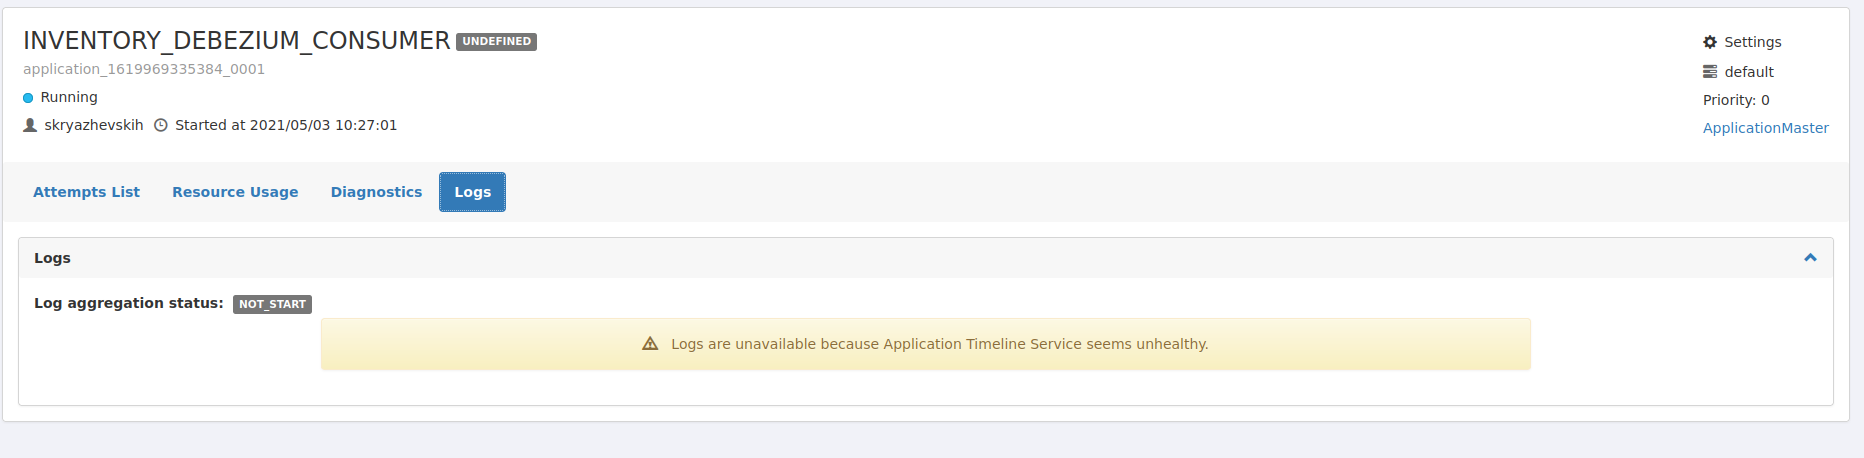 INVENTORY_DEBEZIUM_CONSUMER UNDEFINED
application_1619969335384_0001
Running
skryazhevskih Started at 2021/05/03 10:27:01
Settings
default
Priority: 0
ApplicationMaster
Attempts List Resource Usage Diagnostics Logs
Logs
Log aggregation status: NOT_START
Logs are unavailable because Application Timeline Service seems unhealthy.